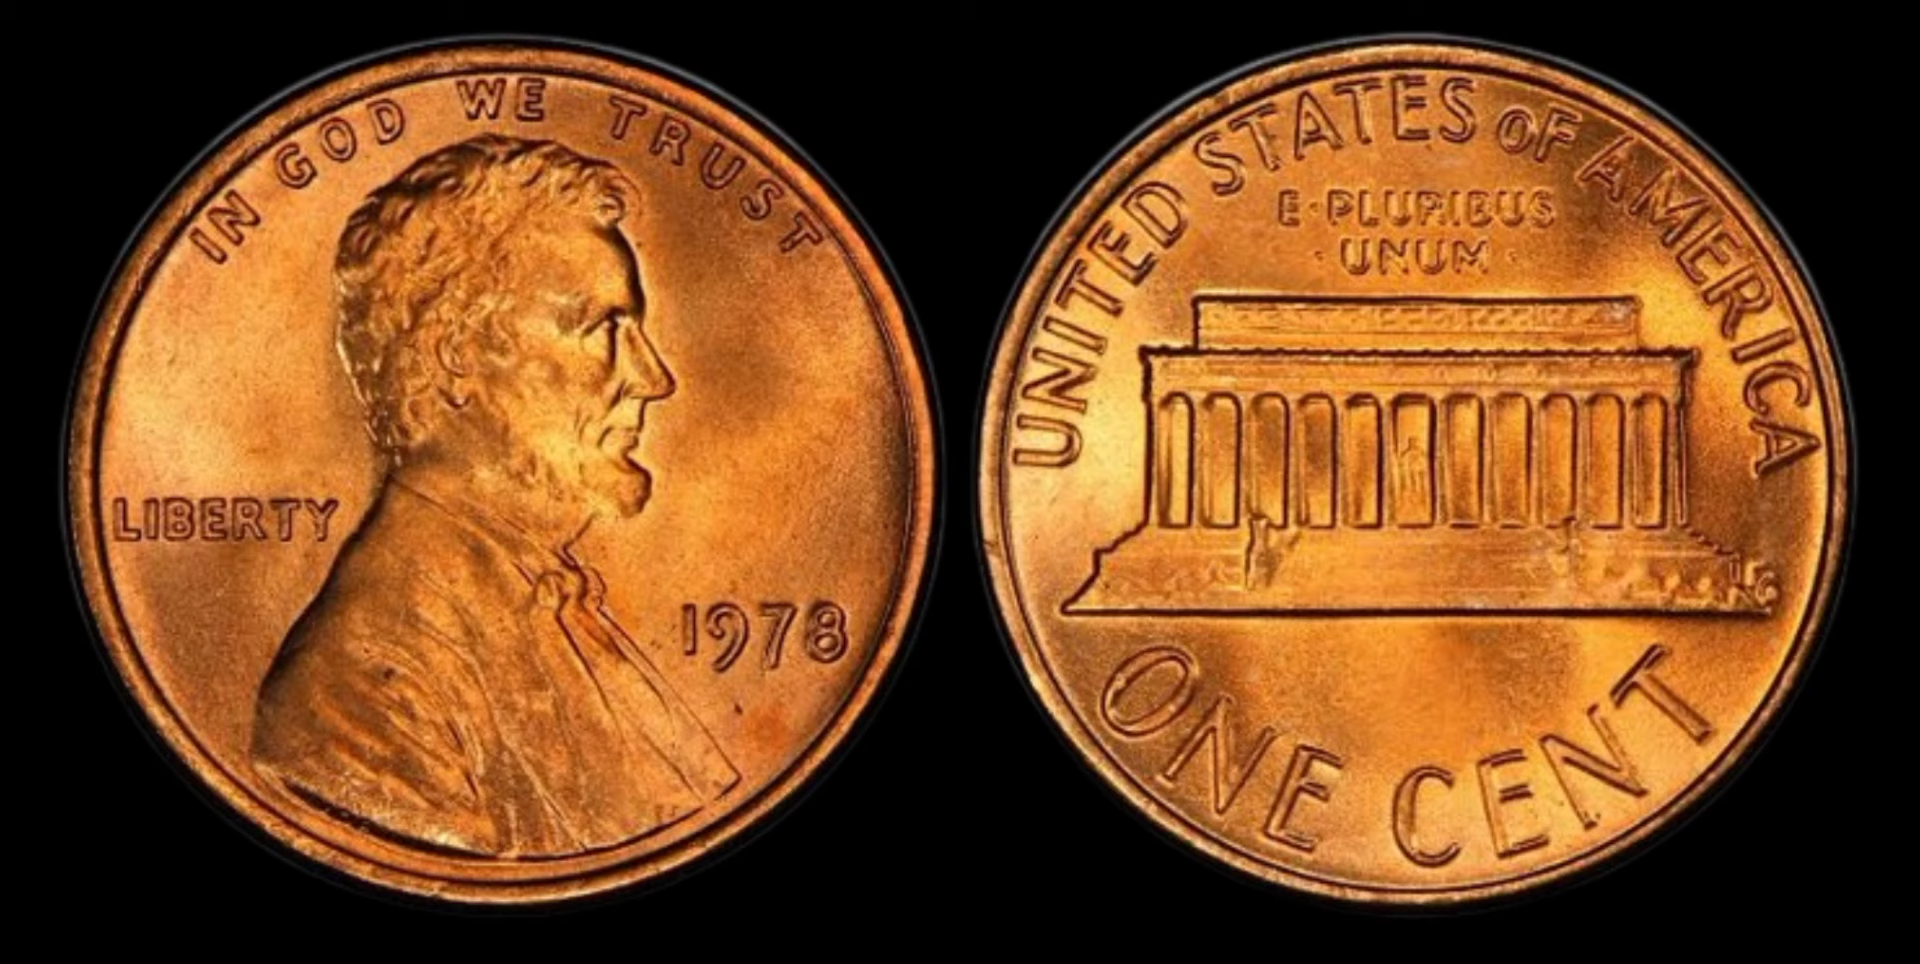 IN GOD WE TRUST
LIBERTY
1978
UNITED STATES OF AMERICA
E·PLURIBUS
·UNUM·
ONE CENT